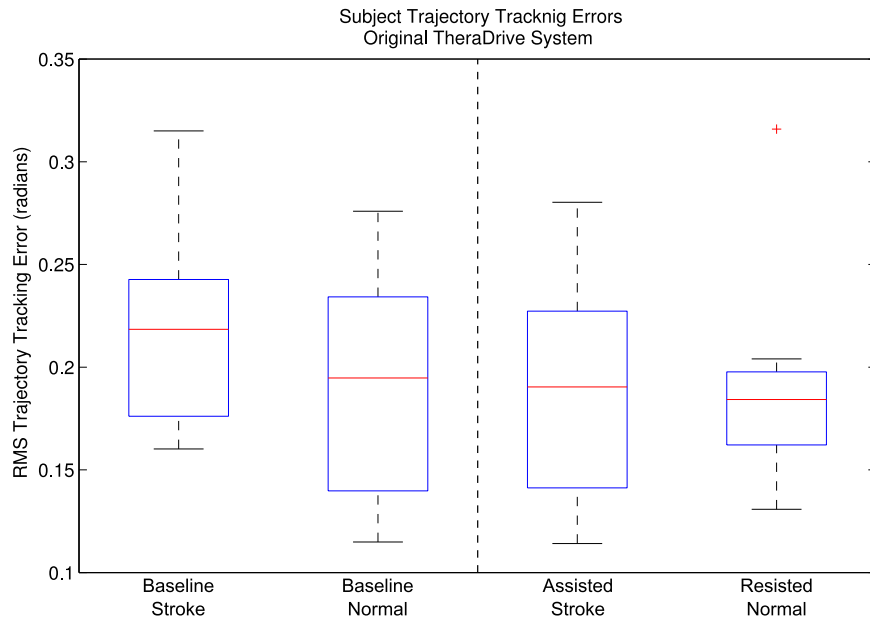 Subject Trajectory Tracknig Errors
Original TheraDrive System
RMS Trajectory Tracking Error (radians)
0.35
0.3
0.25
0.2
0.15
0.1
Baseline
Stroke
Baseline
Normal
Assisted
Stroke
Resisted
Normal